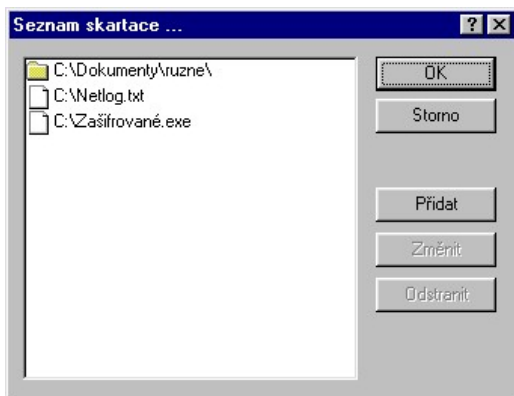 Seznam skartace ...
C:\Dokumenty\ruzne\
C:\Netlog.txt
C:\Zašifrované.exe
OK
Storno
Přidat
Změnit
Odstranit